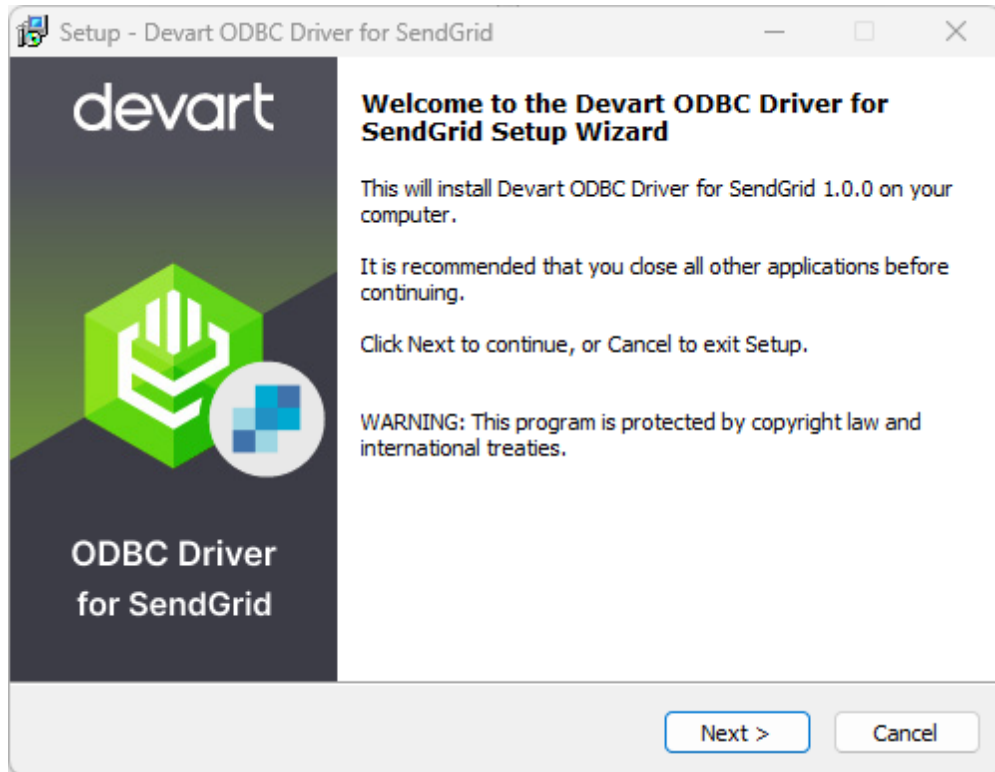 Setup - Devart ODBC Driver for SendGrid
devart
ODBC Driver
for SendGrid
Welcome to the Devart ODBC Driver for
SendGrid Setup Wizard
This will install Devart ODBC Driver for SendGrid 1.0.0 on your
computer.
It is recommended that you close all other applications before
continuing.
Click Next to continue, or Cancel to exit Setup.
WARNING: This program is protected by copyright law and
international treaties.
Next >
Cancel